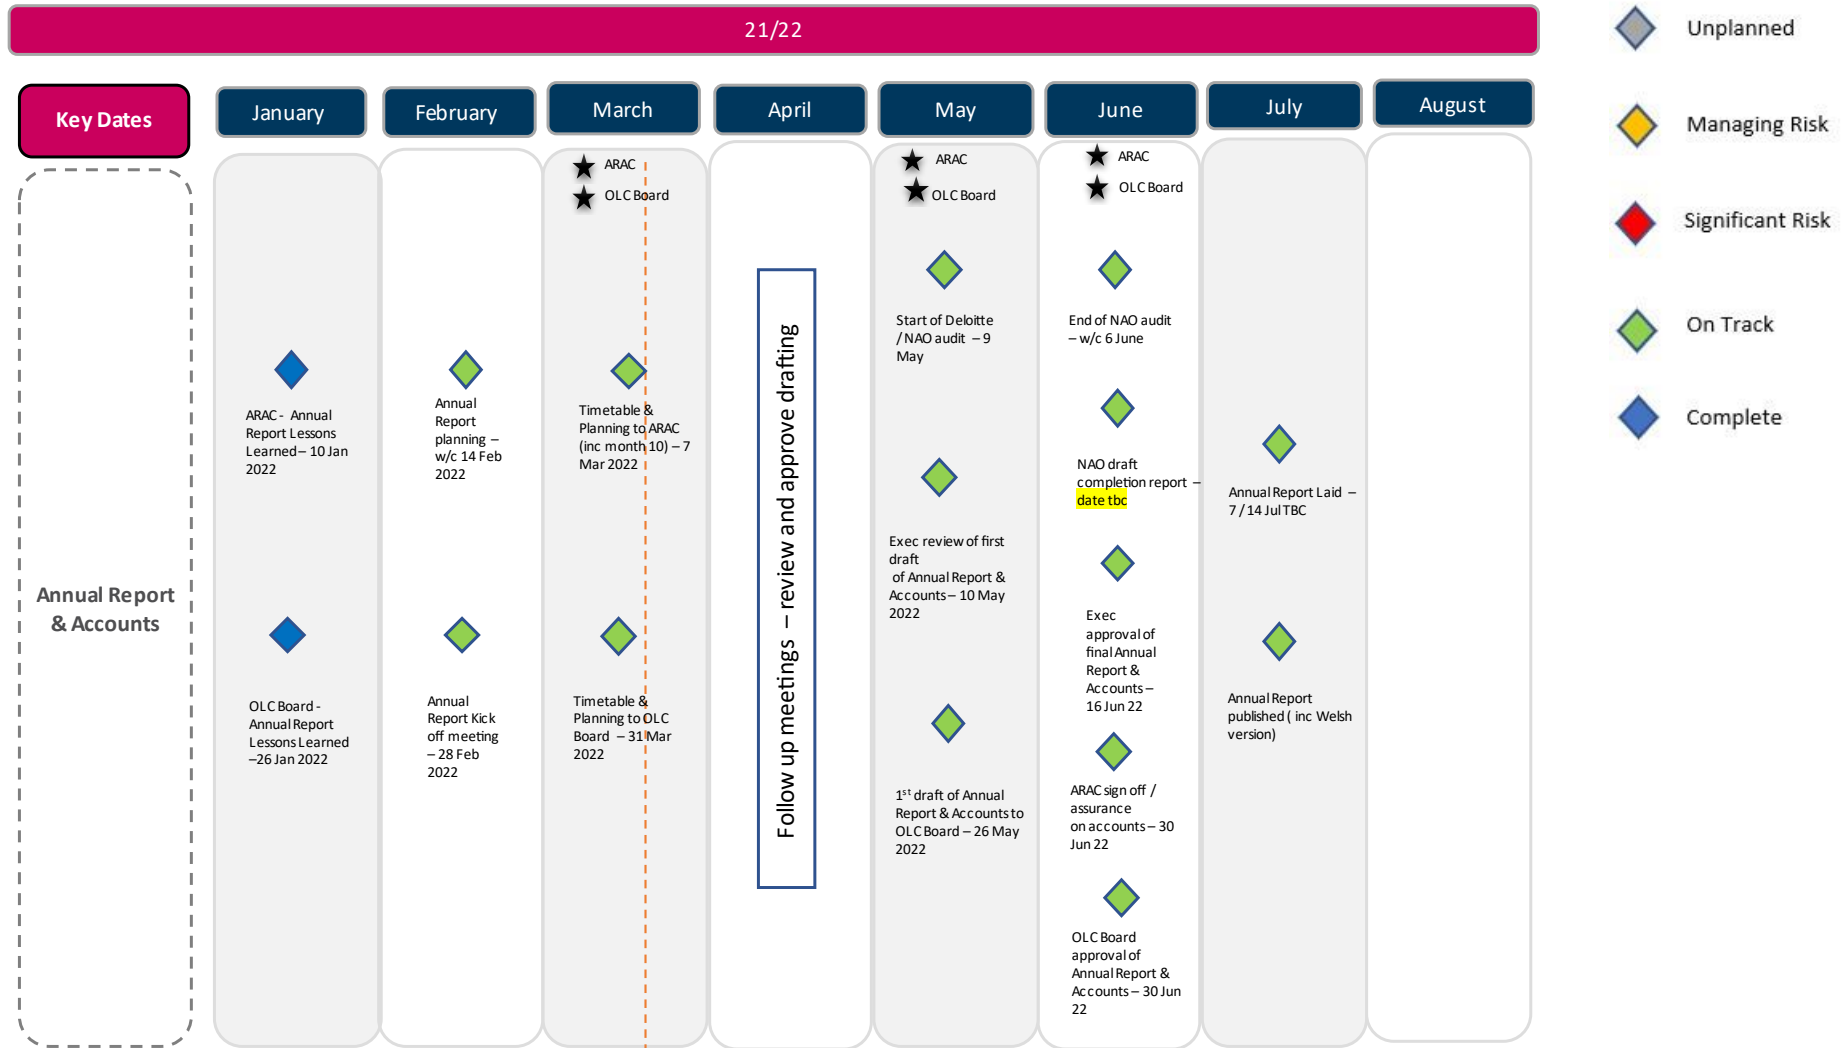 21/22
Key Dates
January
February
March
April
May
June
July
August
Annual Report
& Accounts
ARAC - Annual
Report Lessons
Learned – 10 Jan
2022
OLC Board -
Annual Report
Lessons Learned
–26 Jan 2022
Annual
Report
planning –
w/c 14 Feb
2022
Annual
Report Kick
off meeting
– 28 Feb
2022
ARAC
OLC Board
Timetable &
Planning to ARAC
(inc month 10) – 7
Mar 2022
Timetable &
Planning to OLC
Board – 31 Mar
2022
Follow up meetings – review and approve drafting
ARAC
OLC Board
Start of Deloitte
/ NAO audit – 9
May
Exec review of first
draft
of Annual Report &
Accounts – 10 May
2022
1st draft of Annual
Report & Accounts to
OLC Board – 26 May
2022
ARAC
OLC Board
End of NAO audit
– w/c 6 June
NAO draft
completion report –
date tbc
Exec
approval of
final Annual
Report &
Accounts –
16 Jun 22
ARAC sign off /
assurance
on accounts – 30
Jun 22
OLC Board
approval of
Annual Report &
Accounts – 30 Jun
22
Annual Report Laid –
7 / 14 Jul TBC
Annual Report
published ( inc Welsh
version)
Unplanned
Managing Risk
Significant Risk
On Track
Complete